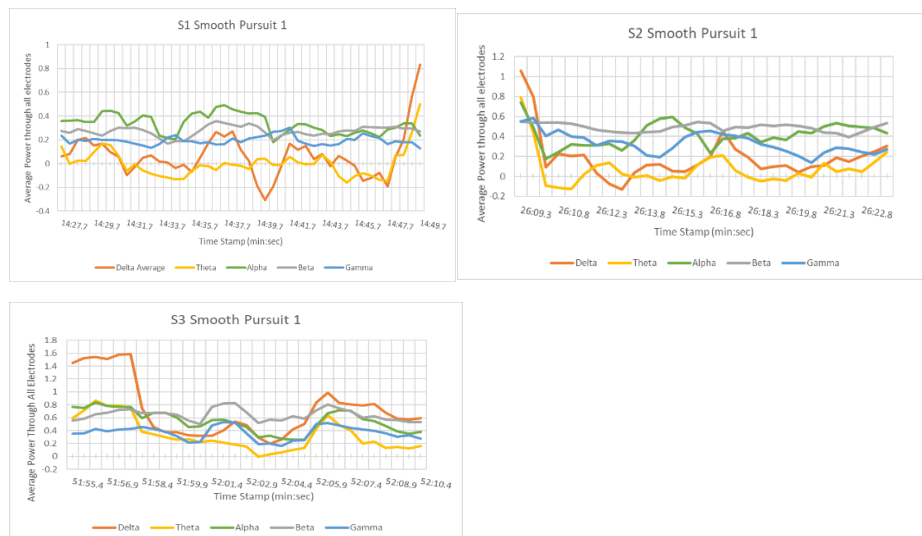 S1 Smooth Pursuit 1
Average Power through all electrodes
1
0.8
0.6
0.4
0.2
0
-0.2
-0.4
14:27.7 14:29.7 14:31.7 14:33.7 14:35.7 14:37.7 14:39.7 14:41.7 14:43.7 14:45.7 14:47.7 14:49.7
Time Stamp (min:sec)
Delta Average Theta Alpha Beta Gamma
S2 Smooth Pursuit 1
Average Power through all electrodes
1.2
1
0.8
0.6
0.4
0.2
0
-0.2
26:09.3 26:10.8 26:12.3 26:13.8 26:15.3 26:16.8 26:18.3 26:19.8 26:21.3 26:22.8
Time Stamp (min:sec)
Delta Theta Alpha Beta Gamma
S3 Smooth Pursuit 1
Average Power Through All Electrodes
1.8
1.6
1.4
1.2
1
0.8
0.6
0.4
0.2
0
-0.2
51:55.4 51:56.9 51:58.4 51:59.9 52:01.4 52:02.9 52:04.4 52:05.9 52:07.4 52:08.9 52:10.4
Time Stamp (min:sec)
Delta Theta Alpha Beta Gamma